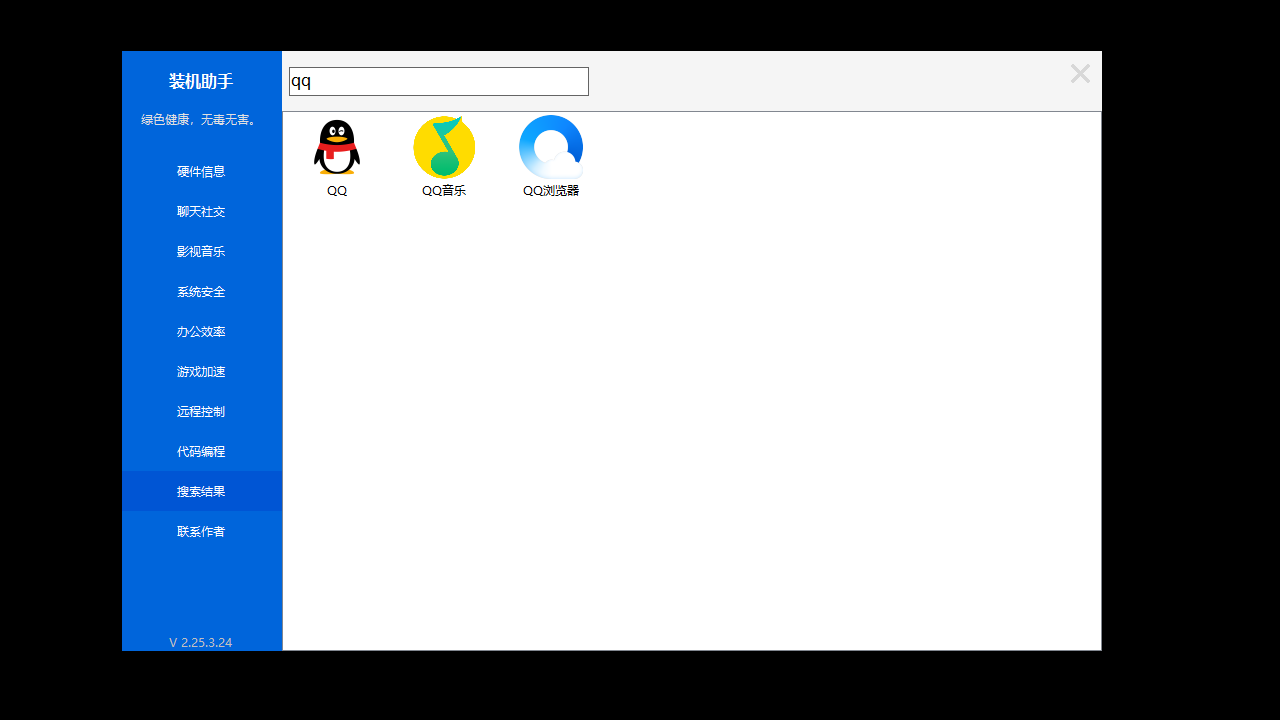 装机助手
绿色健康，无毒无害。
硬件信息
聊天社交
影视音乐
系统安全
办公效率
游戏加速
远程控制
代码编程
搜索结果
联系作者
V 2.25.3.24
qq
QQ
QQ音乐
QQ浏览器